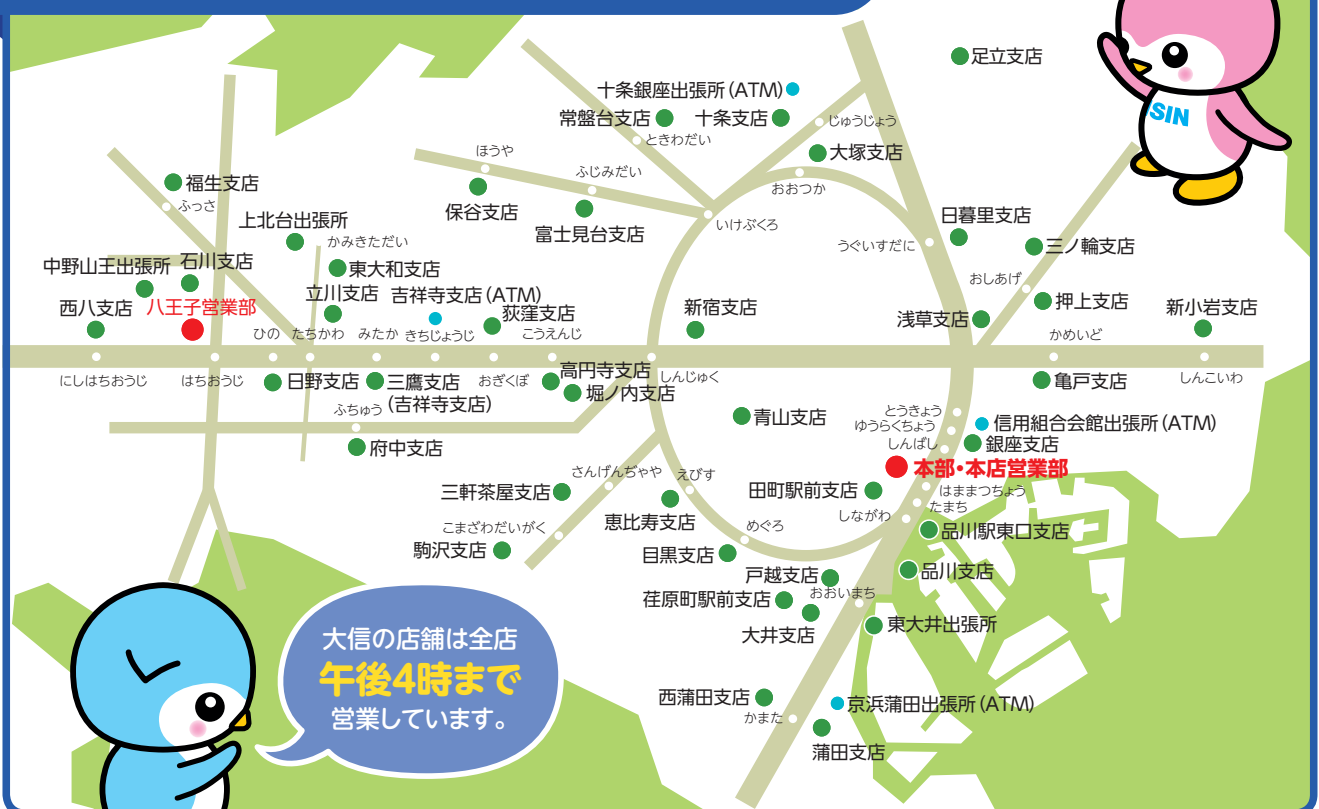 足立支店
十条銀座出張所(ATM)
常盤台支店
十条支店
じゅうじょう
ときわだい
大塚支店
ほうや
ふじみだい
おおつか
SIN
福生支店
ふっさ
保谷支店
富士見台支店
いけぶくろ
日暮里支店
うぐいすだに
三ノ輪支店
上北台出張所
かみきただい
中野山王出張所
石川支店
東大和支店
おしあげ
押上支店
西八支店
八王子営業部
立川支店
吉祥寺支店(ATM)
荻窪支店
新宿支店
浅草支店
新小岩支店
ひの
たちかわ
みたか
きちじょうじ
こうえんじ
かめいど
にしはちおうじ
はちおうじ
日野支店
三鷹支店
(吉祥寺支店)
おぎくぼ
高円寺支店
堀ノ内支店
しんじゅく
亀戸支店
しんこいわ
ふちゅう
府中支店
青山支店
とうきょう
ゆうらくちょう
しんばし
信用組合会館出張所(ATM)
銀座支店
本部・本店営業部
さんげんぢゃや
えびす
三軒茶屋支店
恵比寿支店
田町駅前支店
はままつちょう
たまち
しながわ
こまざわだいがく
駒沢支店
めぐろ
目黒支店
品川駅東口支店
戸越支店
品川支店
荏原町駅前支店
おおいまち
大井支店
東大井出張所
大信の店舗は全店
午後4時まで
営業しています。
西蒲田支店
かまた
京浜蒲田出張所(ATM)
蒲田支店